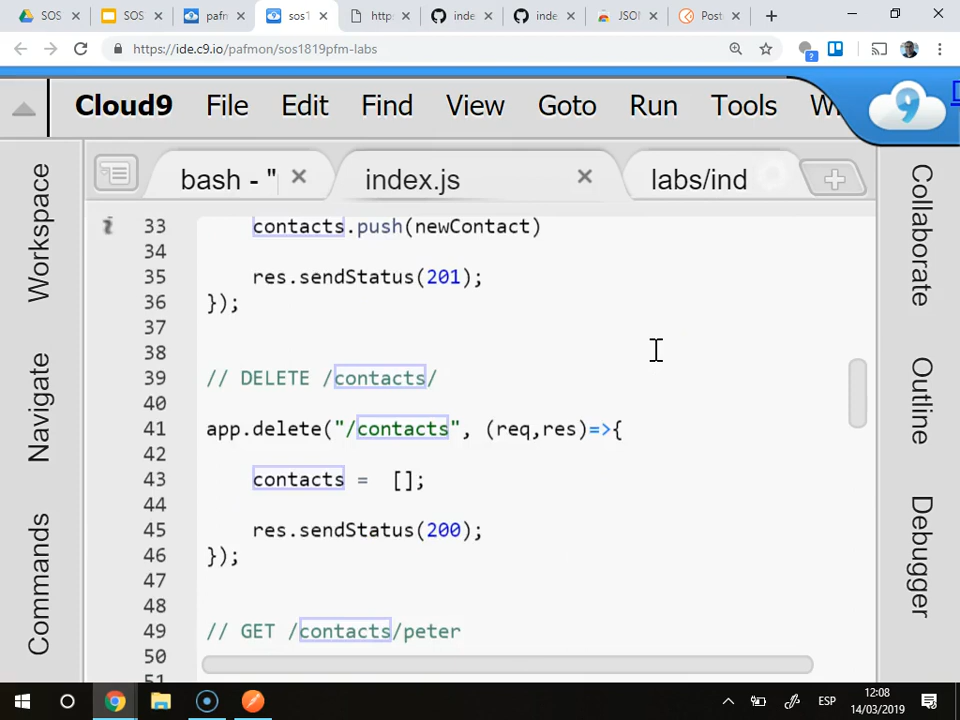 SOS
SOS
pafn
sos1
https
inde
inde
JSON
Post
https://ide.c9.io/pafmon/sos1819pfm-labs
Cloud9 File Edit Find View Goto Run Tools
bash - " index.js labs/ind
Workspace
Navigate
Commands
Collaborate
Outline
Debugger
33 contacts.push(newContact)
34
35 res.sendStatus(201);
36 });
37
38
39 // DELETE /contacts/
40
41 app.delete("/contacts", (req,res)=>{
42
43 contacts = [];
44
45 res.sendStatus(200);
46 });
47
48
49 // GET /contacts/peter
50
ESP
12:08
14/03/2019